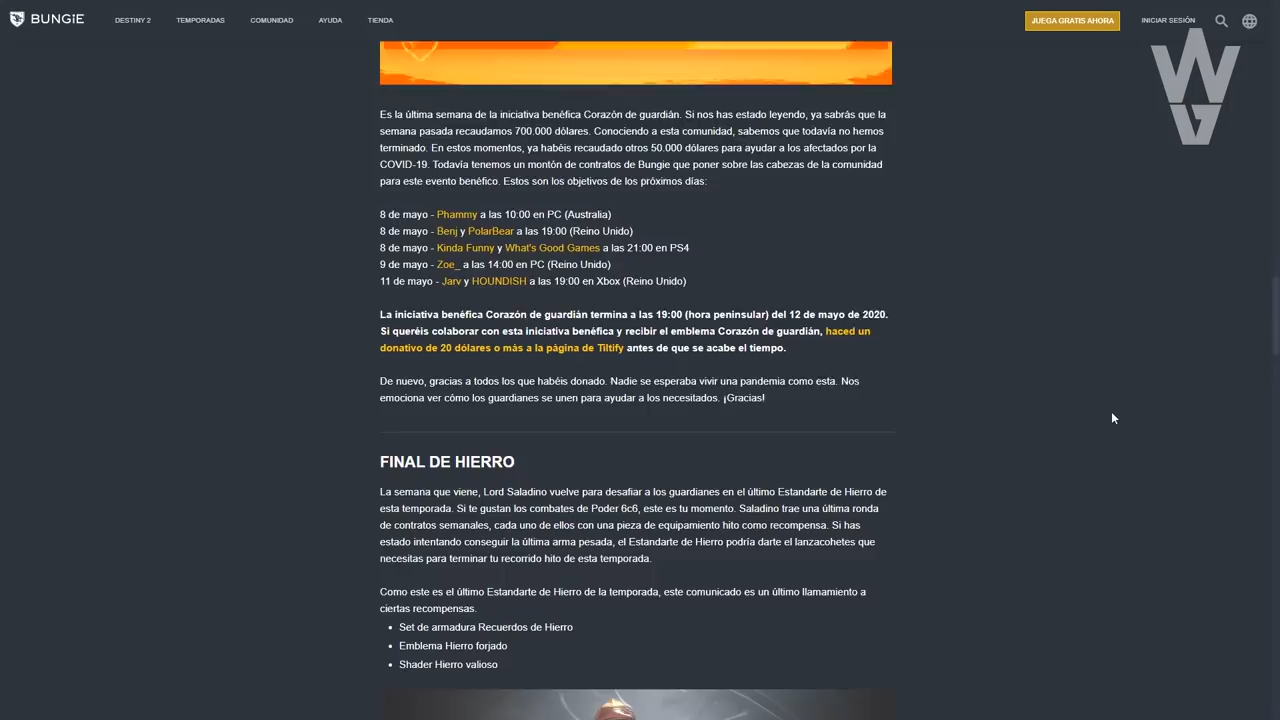 BUNGiE
DESTINY 2
TEMPORADAS
COMUNIDAD
AYUDA
TIENDA
JUEGA GRATIS AHORA
INICIAR SESIÓN
WG
Es la última semana de la iniciativa benéfica Corazón de guardián. Si nos has estado leyendo, ya sabrás que la
semana pasada recaudamos 700.000 dólares. Conociendo a esta comunidad, sabemos que todavía no hemos
terminado. En estos momentos, ya habéis recaudado otros 50.000 dólares para ayudar a los afectados por la
COVID-19. Todavía tenemos un montón de contratos de Bungie que poner sobre las cabezas de la comunidad
para este evento benéfico. Estos son los objetivos de los próximos días:
8 de mayo - Phammy a las 10:00 en PC (Australia)
8 de mayo - Benj y PolarBear a las 19:00 (Reino Unido)
8 de mayo - Kinda Funny y What's Good Games a las 21:00 en PS4
9 de mayo - Zoe_ a las 14:00 en PC (Reino Unido)
11 de mayo - Jarv y HOUNDISH a las 19:00 en Xbox (Reino Unido)
La iniciativa benéfica Corazón de guardián termina a las 19:00 (hora peninsular) del 12 de mayo de 2020.
Si queréis colaborar con esta iniciativa benéfica y recibir el emblema Corazón de guardián, haced un
donativo de 20 dólares o más a la página de Tiltify antes de que se acabe el tiempo.
De nuevo, gracias a todos los que habéis donado. Nadie se esperaba vivir una pandemia como esta. Nos
emociona ver cómo los guardianes se unen para ayudar a los necesitados. ¡Gracias!
FINAL DE HIERRO
La semana que viene, Lord Saladino vuelve para desafiar a los guardianes en el último Estandarte de Hierro de
esta temporada. Si te gustan los combates de Poder 6c6, este es tu momento. Saladino trae una última ronda
de contratos semanales, cada uno de ellos con una pieza de equipamiento hito como recompensa. Si has
estado intentando conseguir la última arma pesada, el Estandarte de Hierro podría darte el lanzacohetes que
necesitas para terminar tu recorrido hito de esta temporada.
Como este es el último Estandarte de Hierro de la temporada, este comunicado es un último llamamiento a
ciertas recompensas.
• Set de armadura Recuerdos de Hierro
• Emblema Hierro forjado
• Shader Hierro valioso